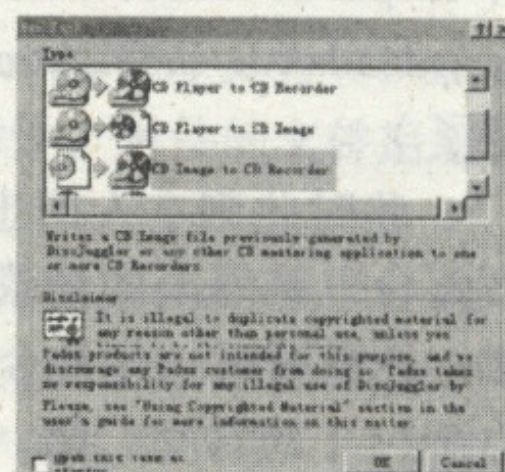 Type
CD Player to CD Recorder
CD Player to CD Image
CD Image to CD Recorder
Writes a CD Image file previously generated by
DiscJuggler or any other CD mastering application to one
or more CD Recorders
Disclaimer
It is illegal to duplicate copyrighted material for
any reason other than personal use, unless you
Padus products are not intended for this purpose, and we
discourage any Padus customer from doing so. Padus takes
no responsibility for any illegal use of DiscJuggler by
Please, see "Using Copyrighted Material" section in the
user's guide for more information on this matter.
Open this task at
OK
Cancel